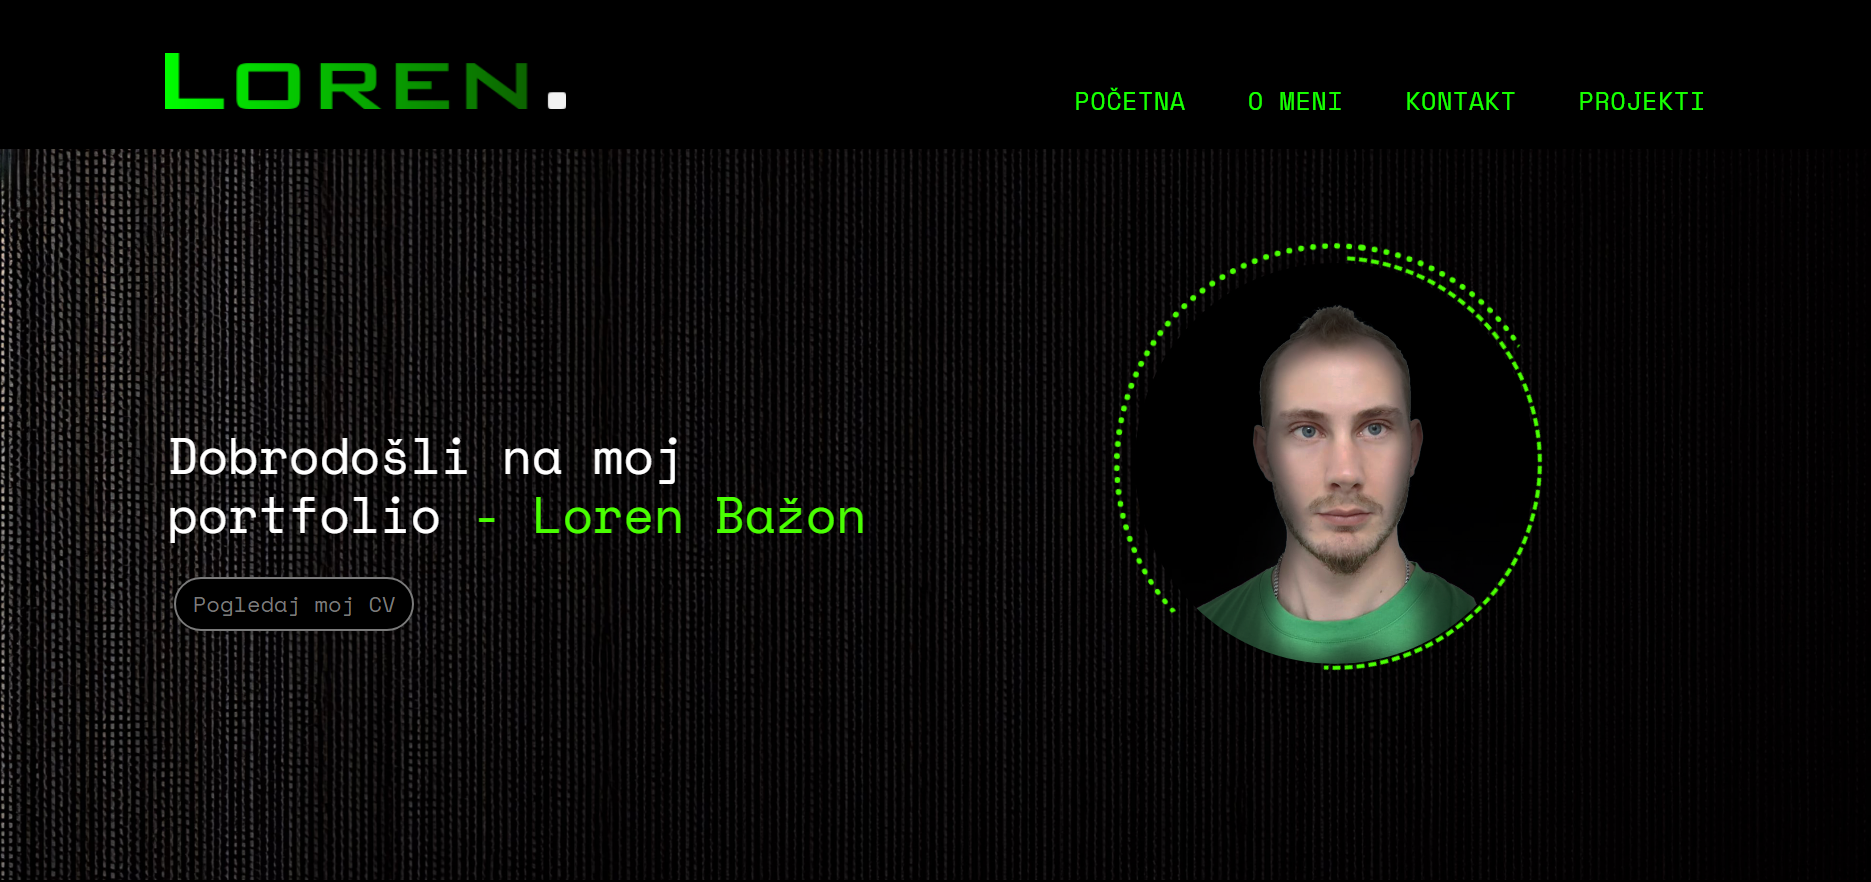 LOREN.
POČETNA O MENI KONTAKT PROJEKTI
Dobrodošli na moj
portfolio - Loren Bažon
Pogledaj moj CV